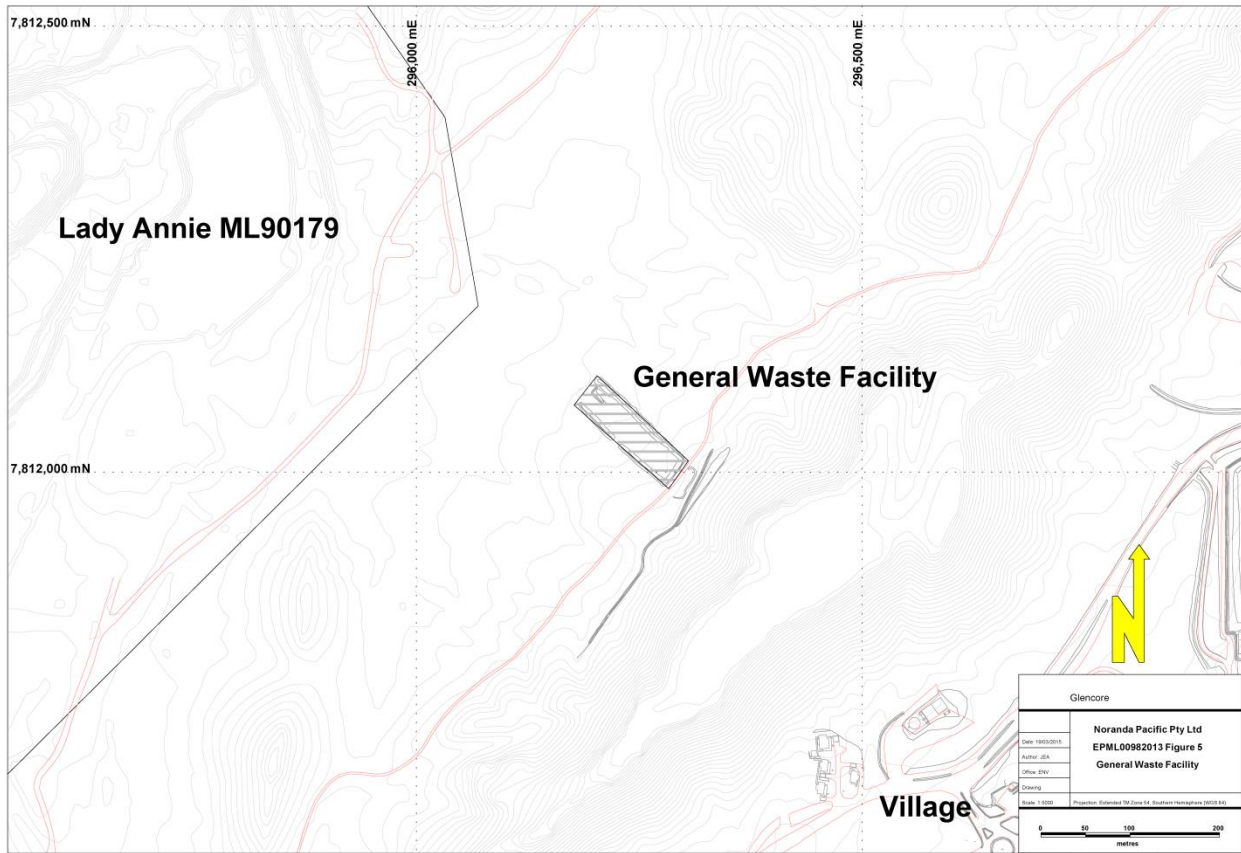 7,812,500 mN
296,000 mE
296,500 mE
Lady Annie ML90179
General Waste Facility
7,812,000 mN
N
Village
Glencore
Noranda Pacific Pty Ltd
EPML00982013 Figure 5
General Waste Facility
Date: 19/03/2015
Author: JEA
Office: ENV
Drawing:
Scale: 1:5000
Projection: Extended TM Zone 54, Southern Hemisphere (WGS 84)
0 50 100 200
metres